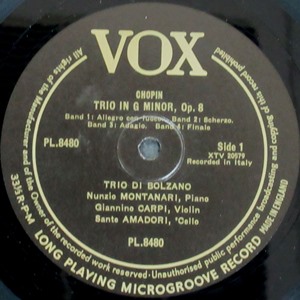 VOX
CHOPIN
TRIO IN G MINOR, Op. 8
Band 1: Allegro con fuoco. Band 2: Scherzo.
Band 3: Adagio. Band 4: Finale
PL.8480
Side 1
XTV 20579
Recorded in Italy
TRIO DI BOLZANO
Nunzio MONTANARI, Piano
Giannino CARPI, Violin
Sante AMADORI, 'Cello
PL.8480
33⅓ R·P·M
LONG PLAYING MICROGROOVE RECORD
MADE IN ENGLAND
All rights of the Manufacturer and of the Owner of the recorded work reserved. Unauthorised public performance broadcasting and copying of this record prohibited